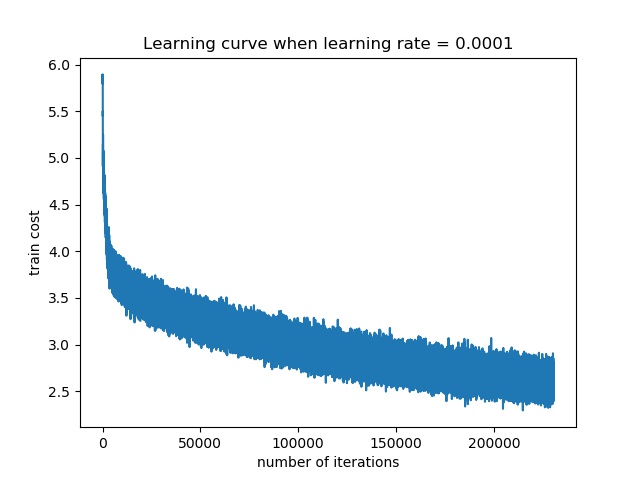 Learning curve when learning rate = 0.0001
6.0
5.5
5.0
4.5
4.0
3.5
3.0
2.5
train cost
0 50000 100000 150000 200000
number of iterations